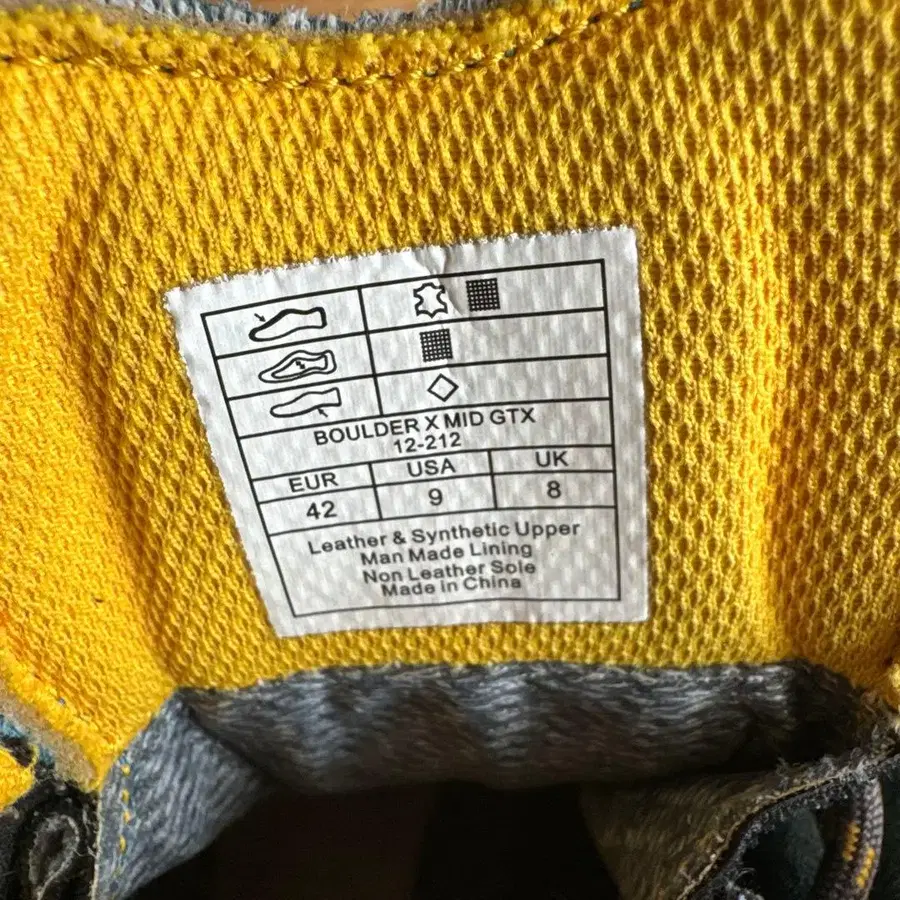 BOULDER X MID GTX
12-212
EUR USA UK
42 9 8
Leather & Synthetic Upper
Man Made Lining
Non Leather Sole
Made in China